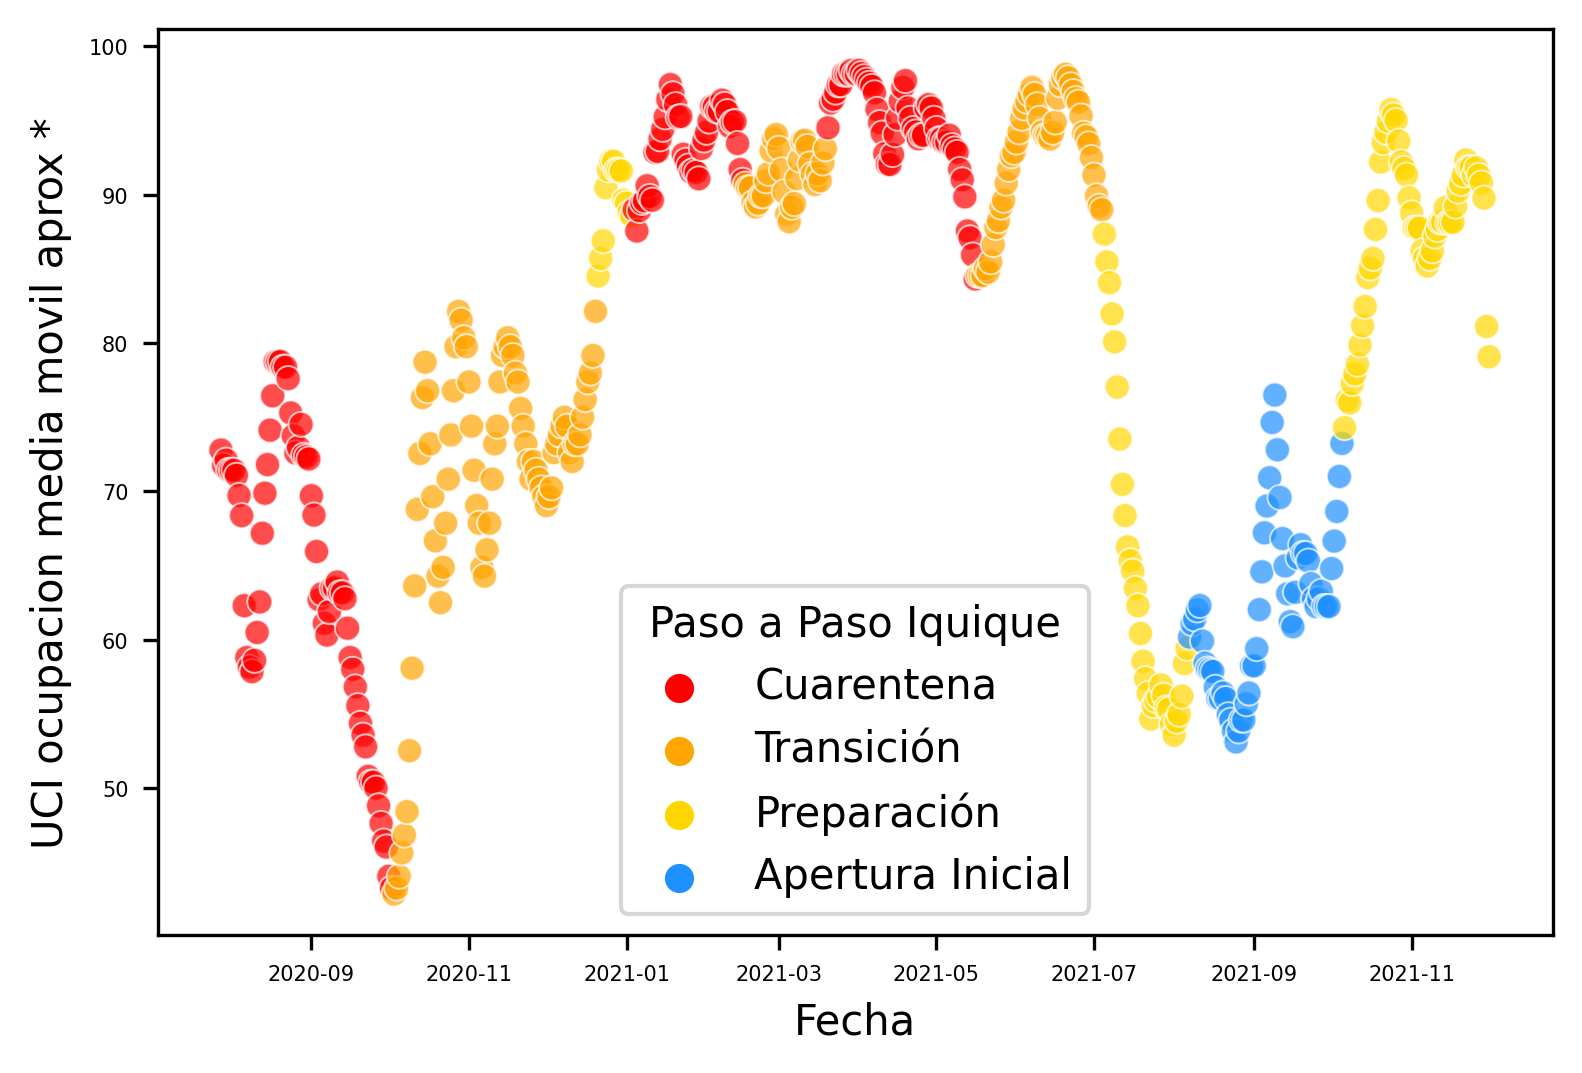 UCI ocupacion media movil aprox *
100
90
80
70
60
50
Paso a Paso Iquique
Cuarentena
Transición
Preparación
Apertura Inicial
2020-09
2020-11
2021-01
2021-03
2021-05
2021-07
2021-09
2021-11
Fecha